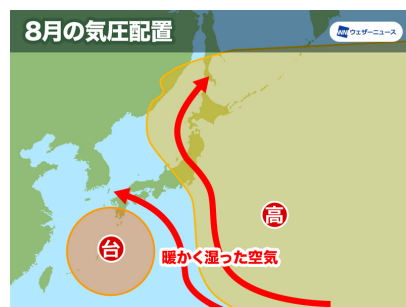 8月の気圧配置
ウェザーニュース
高
台
暖かく湿った空気